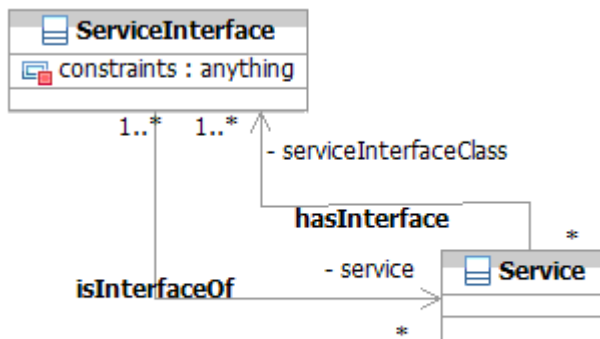 ServiceInterface
constraints : anything
1..* 1..*
- serviceInterfaceClass
hasInterface
*
- service
Service
isInterfaceOf
*